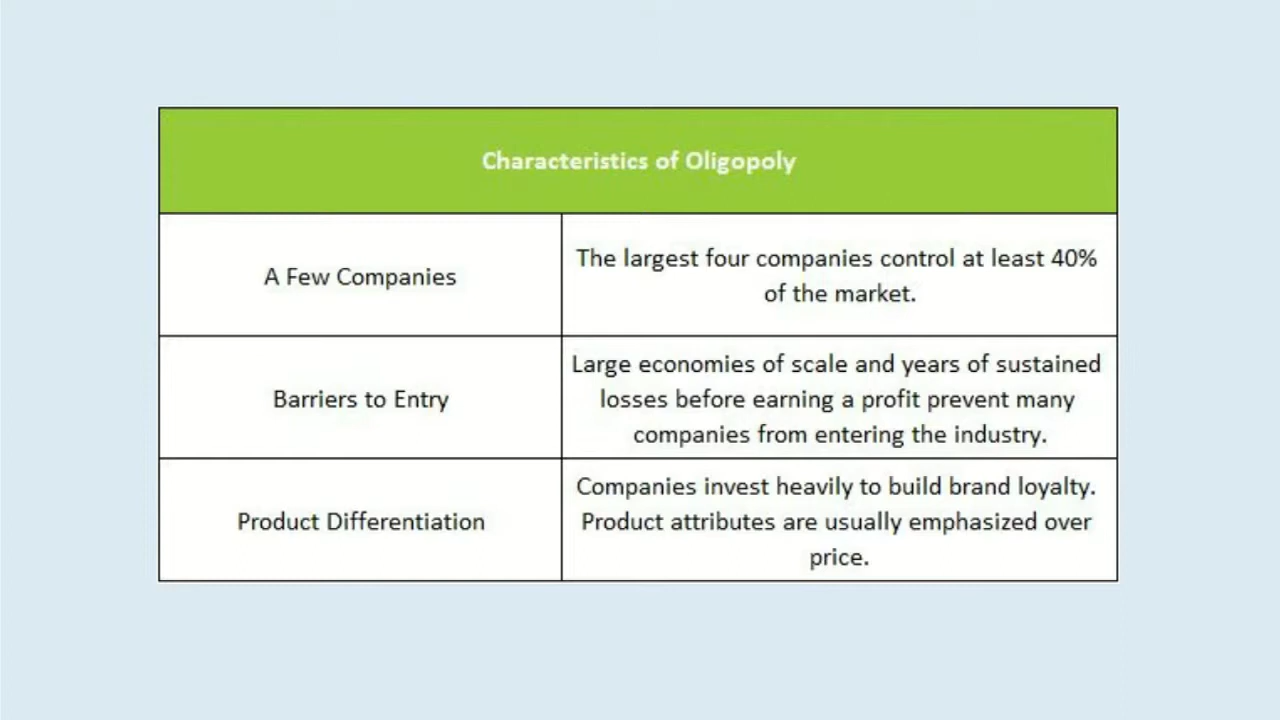 Characteristics of Oligopoly
A Few Companies
The largest four companies control at least 40%
of the market.
Barriers to Entry
Large economies of scale and years of sustained
losses before earning a profit prevent many
companies from entering the industry.
Product Differentiation
Companies invest heavily to build brand loyalty.
Product attributes are usually emphasized over
price.